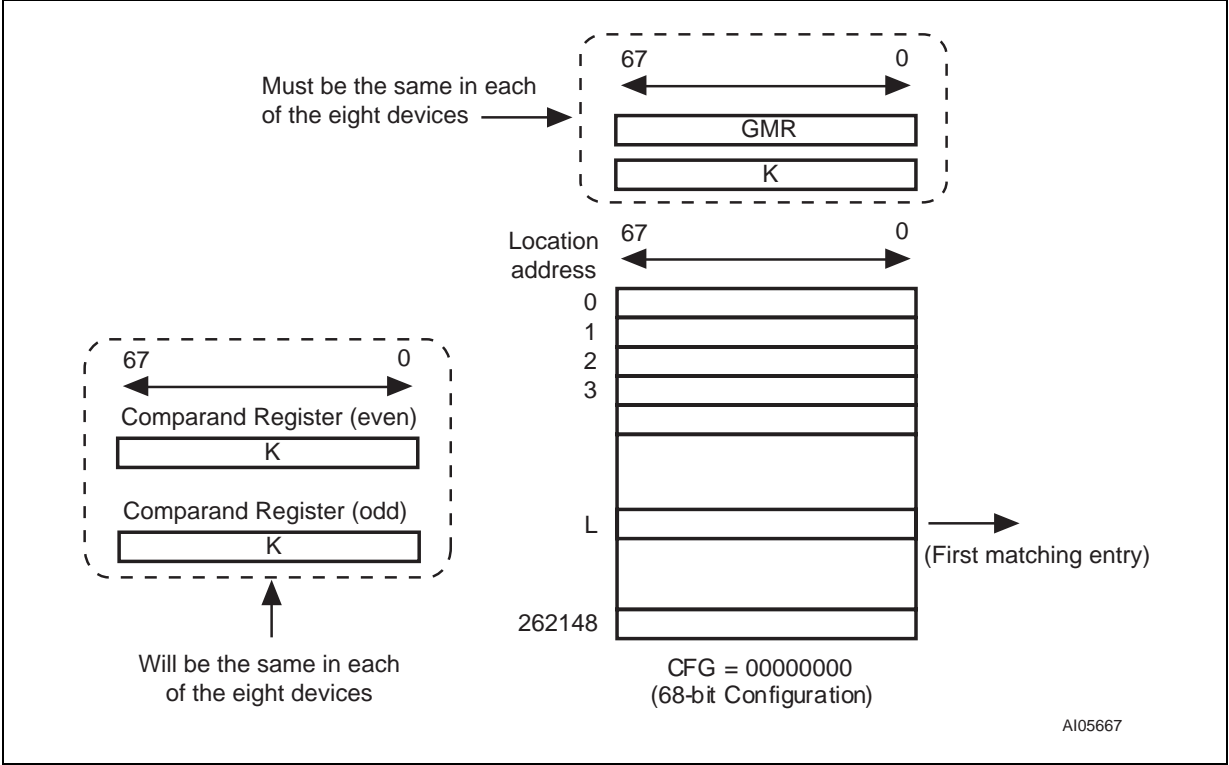 Must be the same in each
of the eight devices
67 0
GMR
K
Location
address
67 0
0
1
2
3
L
(First matching entry)
262148
CFG = 00000000
(68-bit Configuration)
67 0
Comparand Register (even)
K
Comparand Register (odd)
K
Will be the same in each
of the eight devices
AI05667